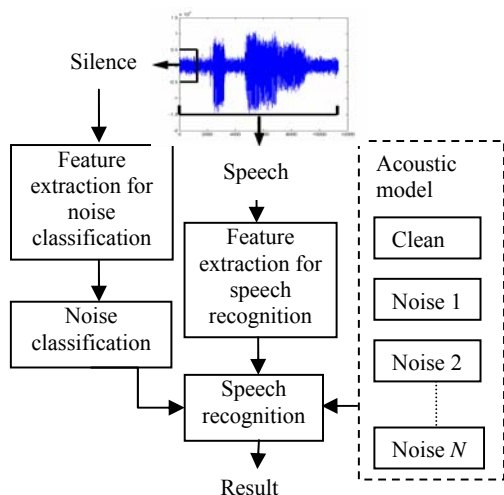 Silence
Feature
extraction for
noise
classification
Noise
classification
Speech
Feature
extraction for
speech
recognition
Speech
recognition
Result
Acoustic
model
Clean
Noise 1
Noise 2
Noise N